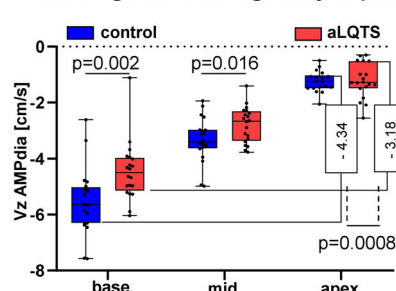 control aLQTS
0
p=0.002 p=0.016
-2
-4
-6
-8
Vz AMPdia [cm/s]
- 4.34
- 3.18
p=0.0008
base mid apex